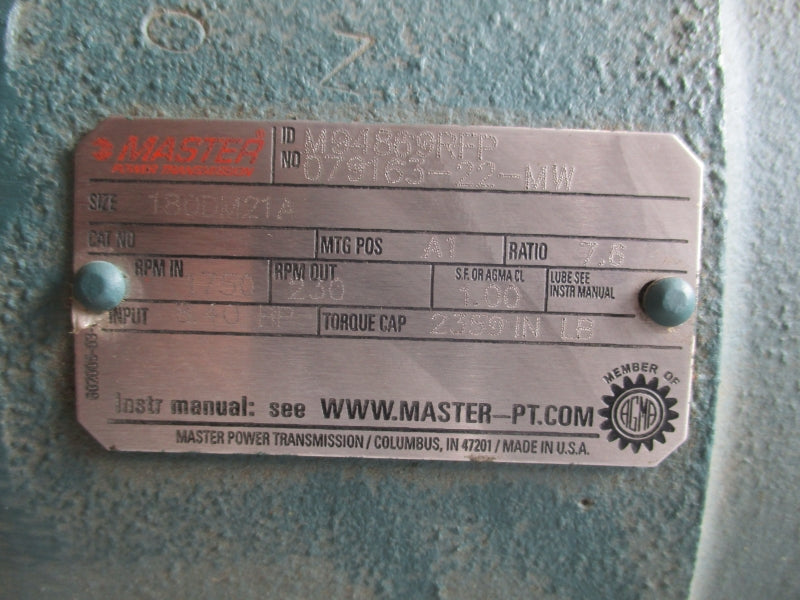 MASTER
POWER TRANSMISSION
ID NO M94869RFP
079163-22-MW
SIZE 180DM21A
CAT NO
MTG POS A1
RATIO 7.6
RPM IN 1750
RPM OUT 230
S.F. OR AGMA CL 1.00
LUBE SEE
INSTR MANUAL
INPUT 8.40 HP
TORQUE CAP 2389 IN LB
Instr manual: see WWW.MASTER-PT.COM
MEMBER OF
AGMA
MASTER POWER TRANSMISSION / COLUMBUS, IN 47201 / MADE IN U.S.A.